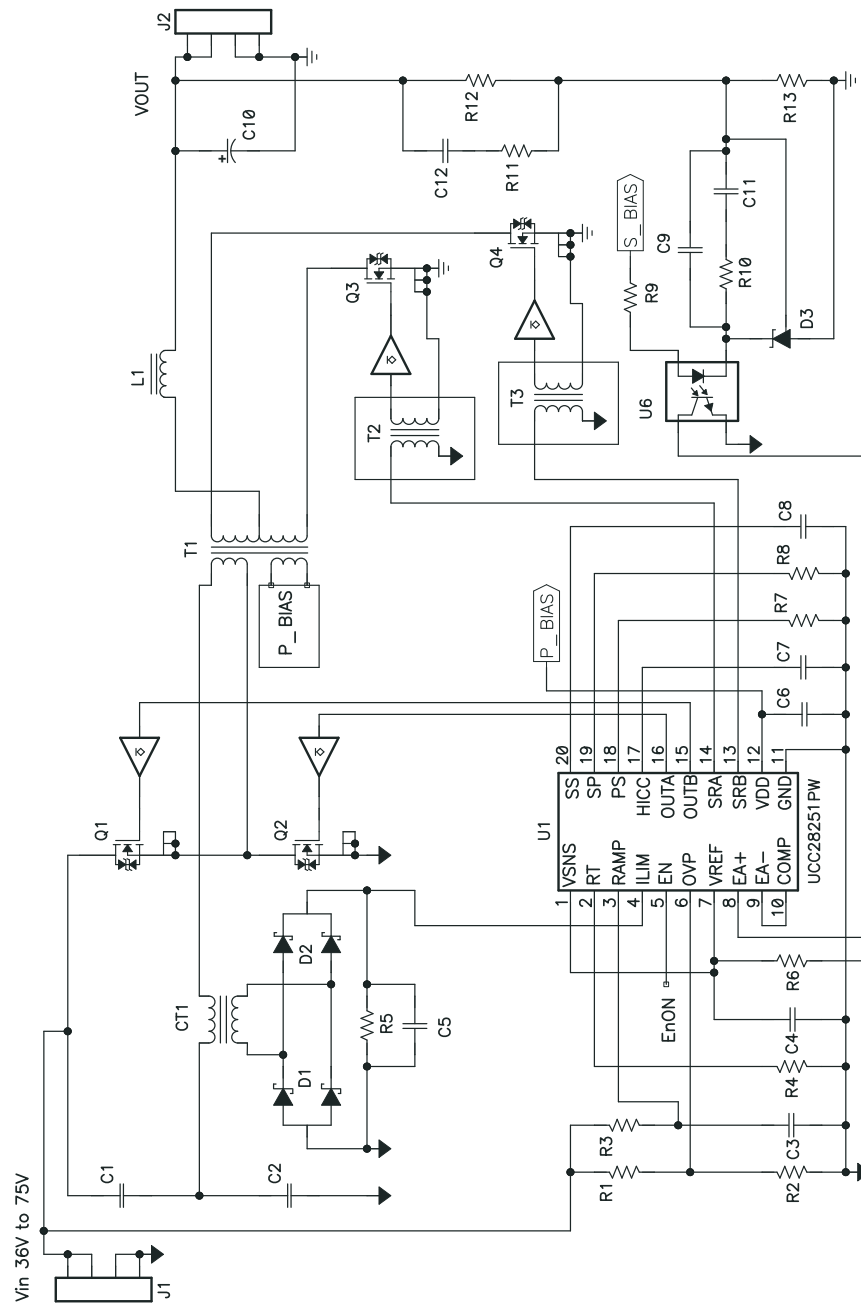 Vin 36V to 75V
J1
C1
C2
CT1
D1
D2
R5
C5
Q1
Q2
T1
P_BIAS
L1
VOUT
J2
C10
R12
C12
R11
R13
Q3
Q4
T2
T3
S_BIAS
R9
C9
C11
R10
D3
U6
P_BIAS
C8
R8
R7
C7
C6
U1
1 VSNS
2 RT
3 RAMP
4 ILIM
5 EN
6 OVP
7 VREF
8 EA+
9 EA-
10 COMP
SS 20
SP 19
PS 18
HICC 17
OUTA 16
OUTB 15
SRA 14
SRB 13
VDD 12
GND 11
UCC28251PW
EnON
R6
C4
R4
R3
C3
R1
R2